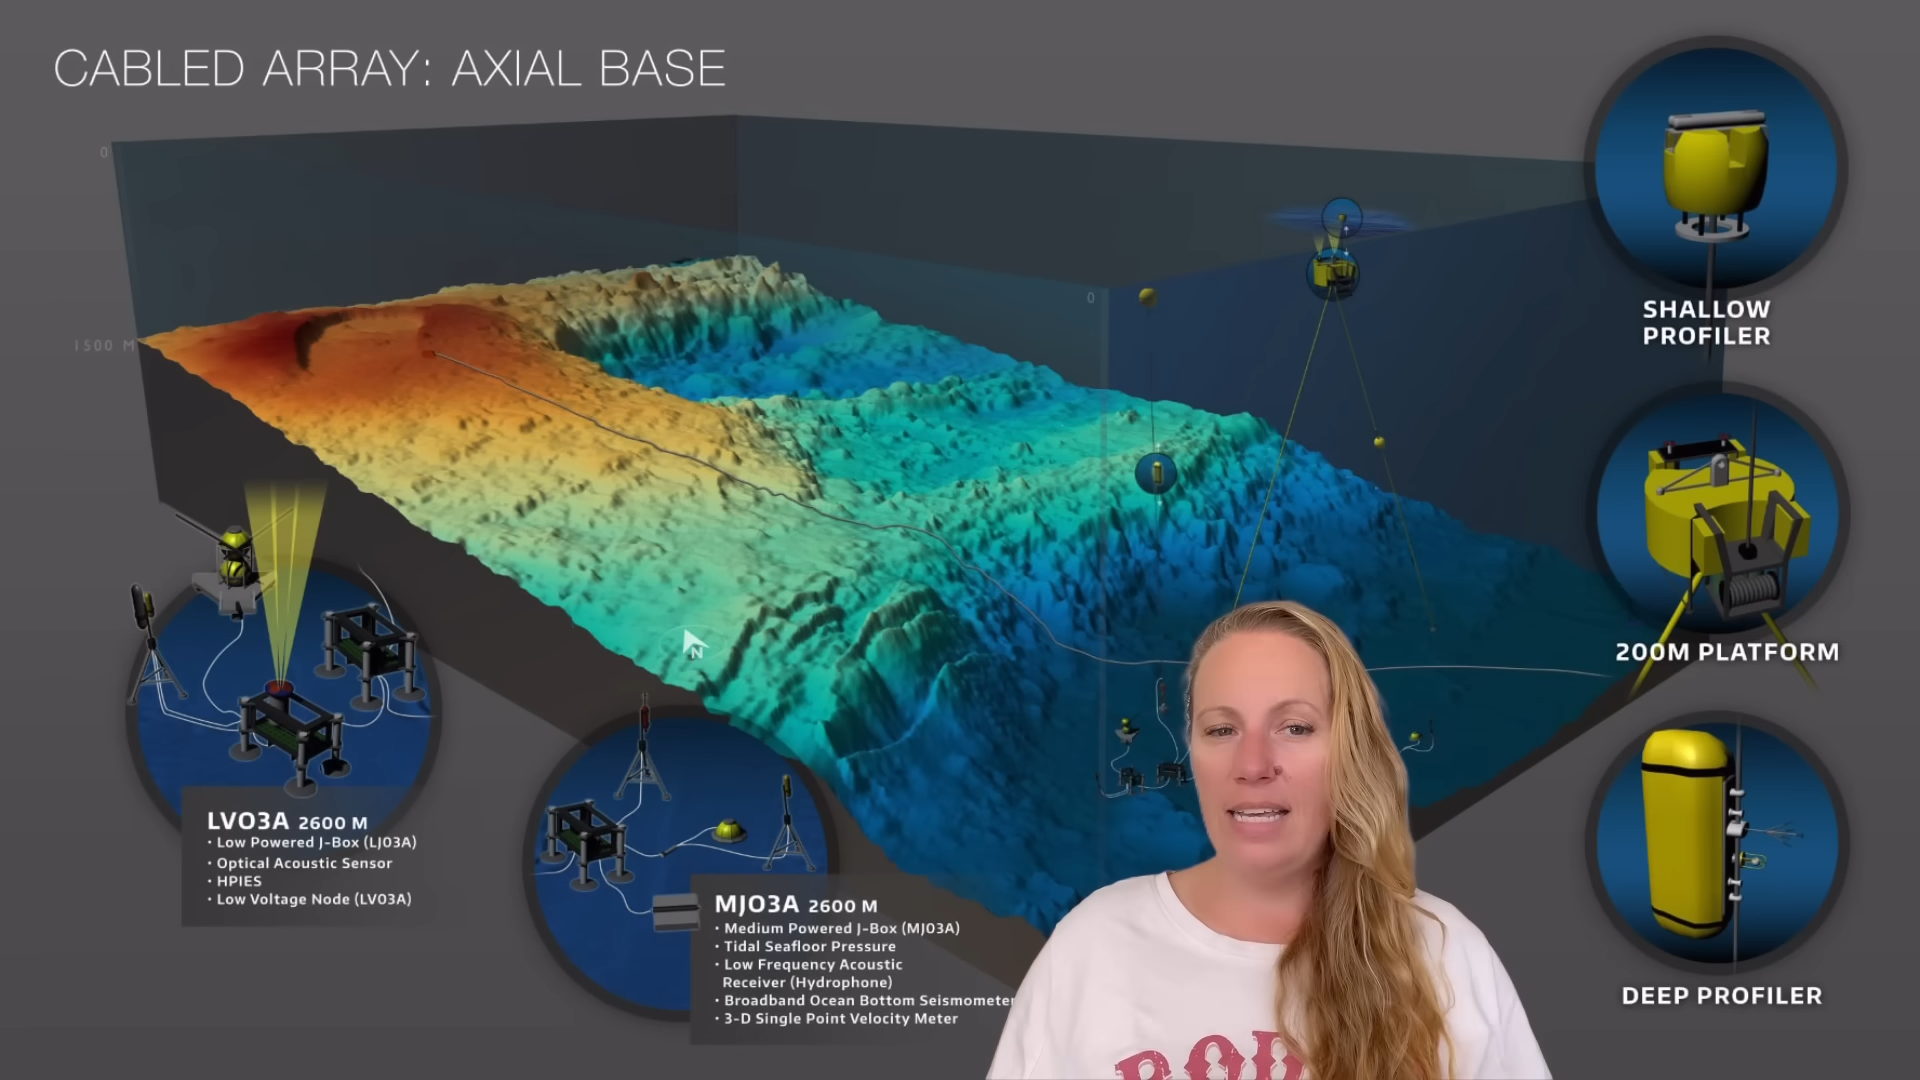 CABLED ARRAY: AXIAL BASE
0
1500 M
0
N
SHALLOW
PROFILER
200M PLATFORM
DEEP PROFILER
LV03A 2600 M
· Low Powered J-Box (LJ03A)
· Optical Acoustic Sensor
· HPIES
· Low Voltage Node (LV03A)
MJ03A 2600 M
· Medium Powered J-Box (MJ03A)
· Tidal Seafloor Pressure
· Low Frequency Acoustic
Receiver (Hydrophone)
· Broadband Ocean Bottom Seismometer
· 3-D Single Point Velocity Meter